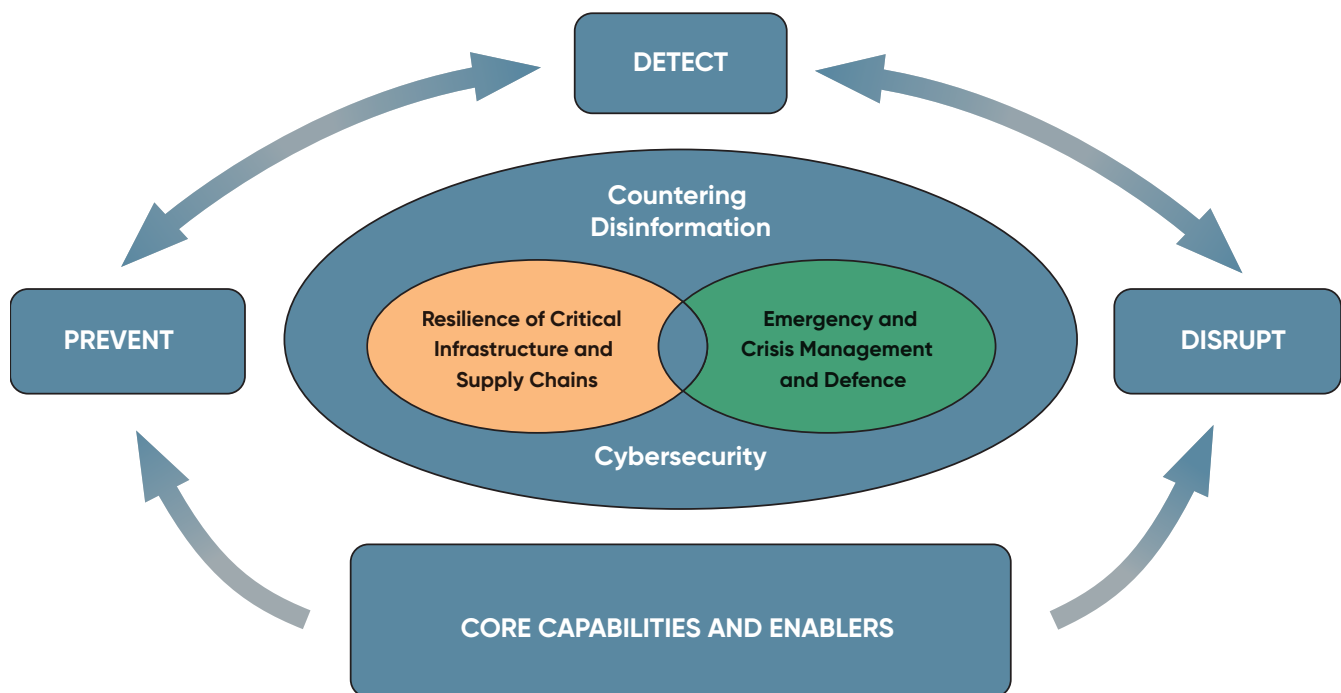 DETECT
Countering
Disinformation
PREVENT
Resilience of Critical
Infrastructure and
Supply Chains
Emergency and
Crisis Management
and Defence
DISRUPT
Cybersecurity
CORE CAPABILITIES AND ENABLERS